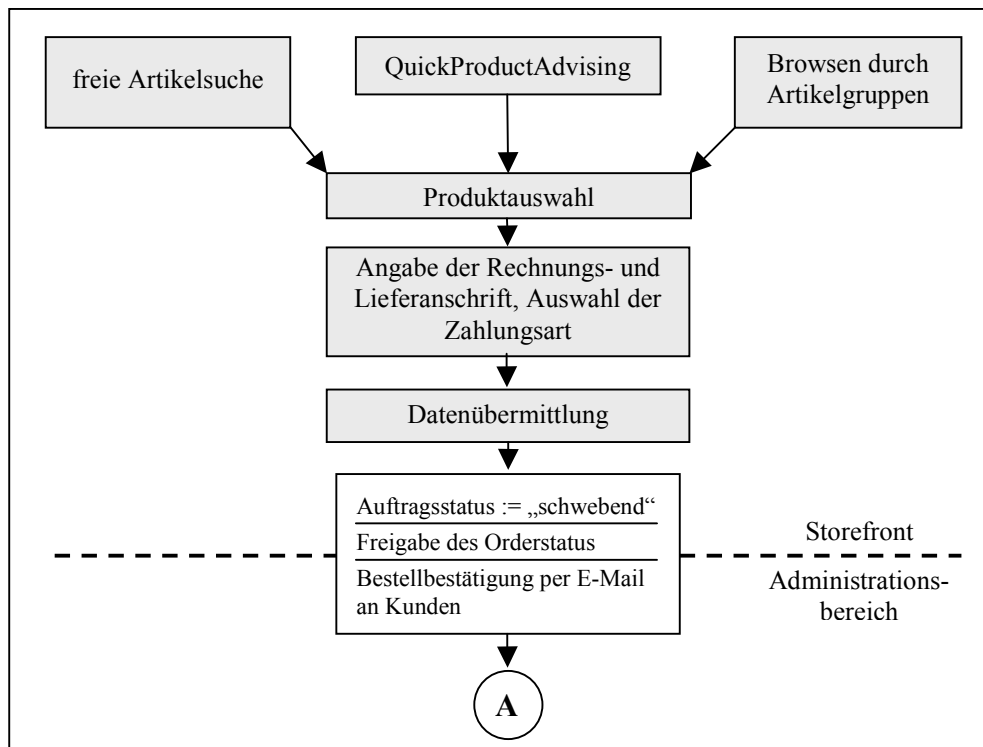 freie Artikelsuche
QuickProductAdvising
Browsen durch
Artikelgruppen
Produktauswahl
Angabe der Rechnungs- und
Lieferanschrift, Auswahl der
Zahlungsart
Datenübermittlung
Auftragsstatus := „schwebend“
Freigabe des Orderstatus
Bestellbestätigung per E-Mail
an Kunden
Storefront
Administrations-
bereich
A